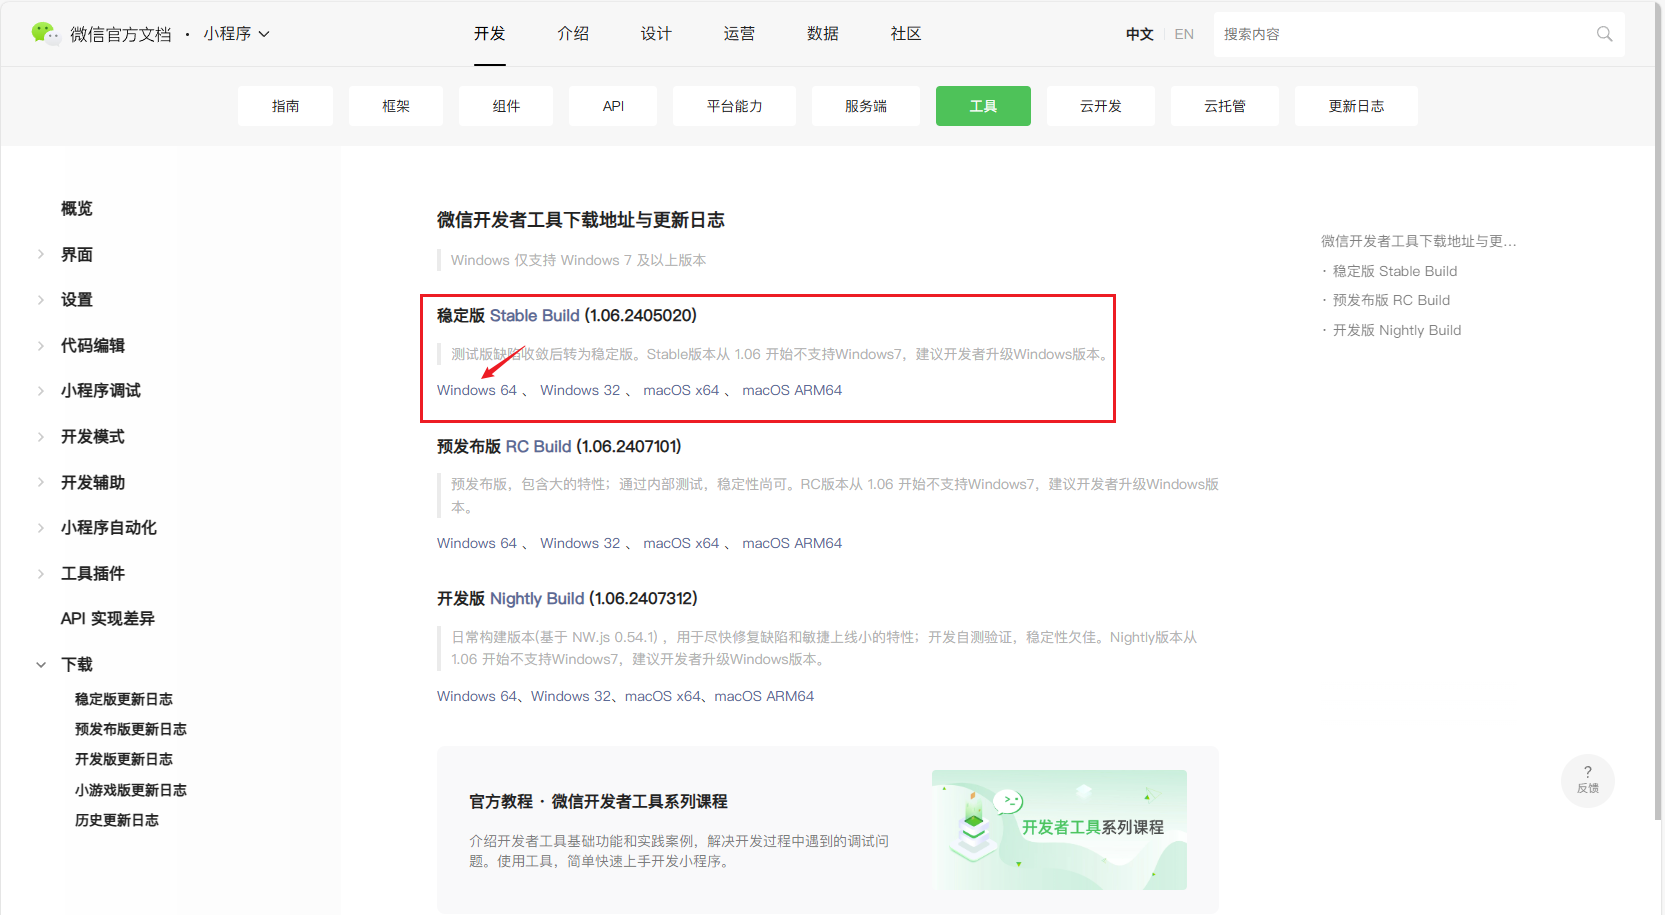 微信官方文档 · 小程序
开发 介绍 设计 运营 数据 社区
中文 EN
搜索内容
指南 框架 组件 API 平台能力 服务端 工具 云开发 云托管 更新日志
概览
界面
设置
代码编辑
小程序调试
开发模式
开发辅助
小程序自动化
工具插件
API 实现差异
下载
稳定版更新日志
预发布版更新日志
开发版更新日志
小游戏版更新日志
历史更新日志
微信开发者工具下载地址与更新日志
Windows 仅支持 Windows 7 及以上版本
稳定版 Stable Build (1.06.2405020)
测试版缺陷收敛后转为稳定版。Stable版本从 1.06 开始不支持Windows7，建议开发者升级Windows版本。
Windows 64 、 Windows 32 、 macOS x64 、 macOS ARM64
预发布版 RC Build (1.06.2407101)
预发布版，包含大的特性；通过内部测试，稳定性尚可。RC版本从 1.06 开始不支持Windows7，建议开发者升级Windows版
本。
Windows 64 、 Windows 32 、 macOS x64 、 macOS ARM64
开发版 Nightly Build (1.06.2407312)
日常构建版本(基于 NW.js 0.54.1) ，用于尽快修复缺陷和敏捷上线小的特性；开发自测验证，稳定性欠佳。Nightly版本从
1.06 开始不支持Windows7，建议开发者升级Windows版本。
Windows 64、Windows 32、macOS x64、macOS ARM64
官方教程 · 微信开发者工具系列课程
介绍开发者工具基础功能和实践案例，解决开发过程中遇到的调试问
题。使用工具，简单快速上手开发小程序。
开发者工具系列课程
微信开发者工具下载地址与更...
· 稳定版 Stable Build
· 预发布版 RC Build
· 开发版 Nightly Build
?
反馈